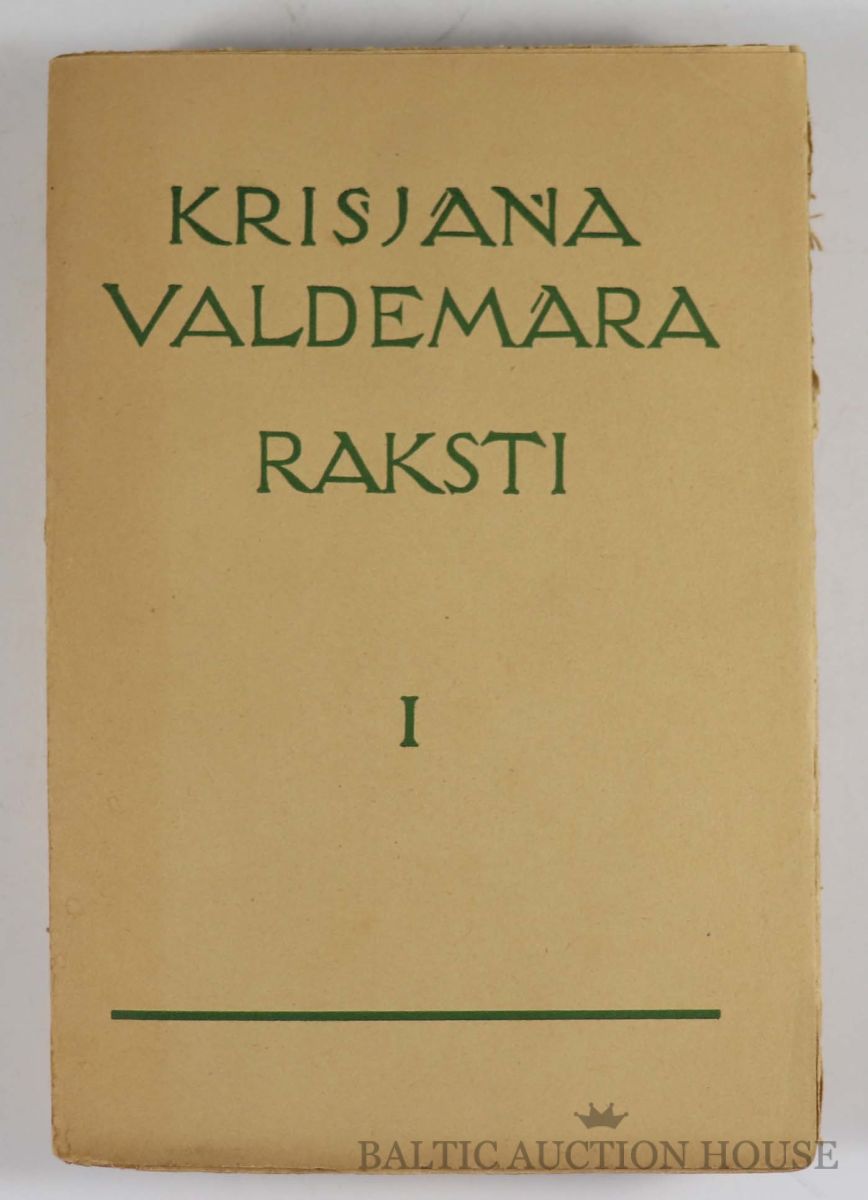 KRIŠJĀŅA
VALDEMĀRA
RAKSTI
I
BALTIC AUCTION HOUSE